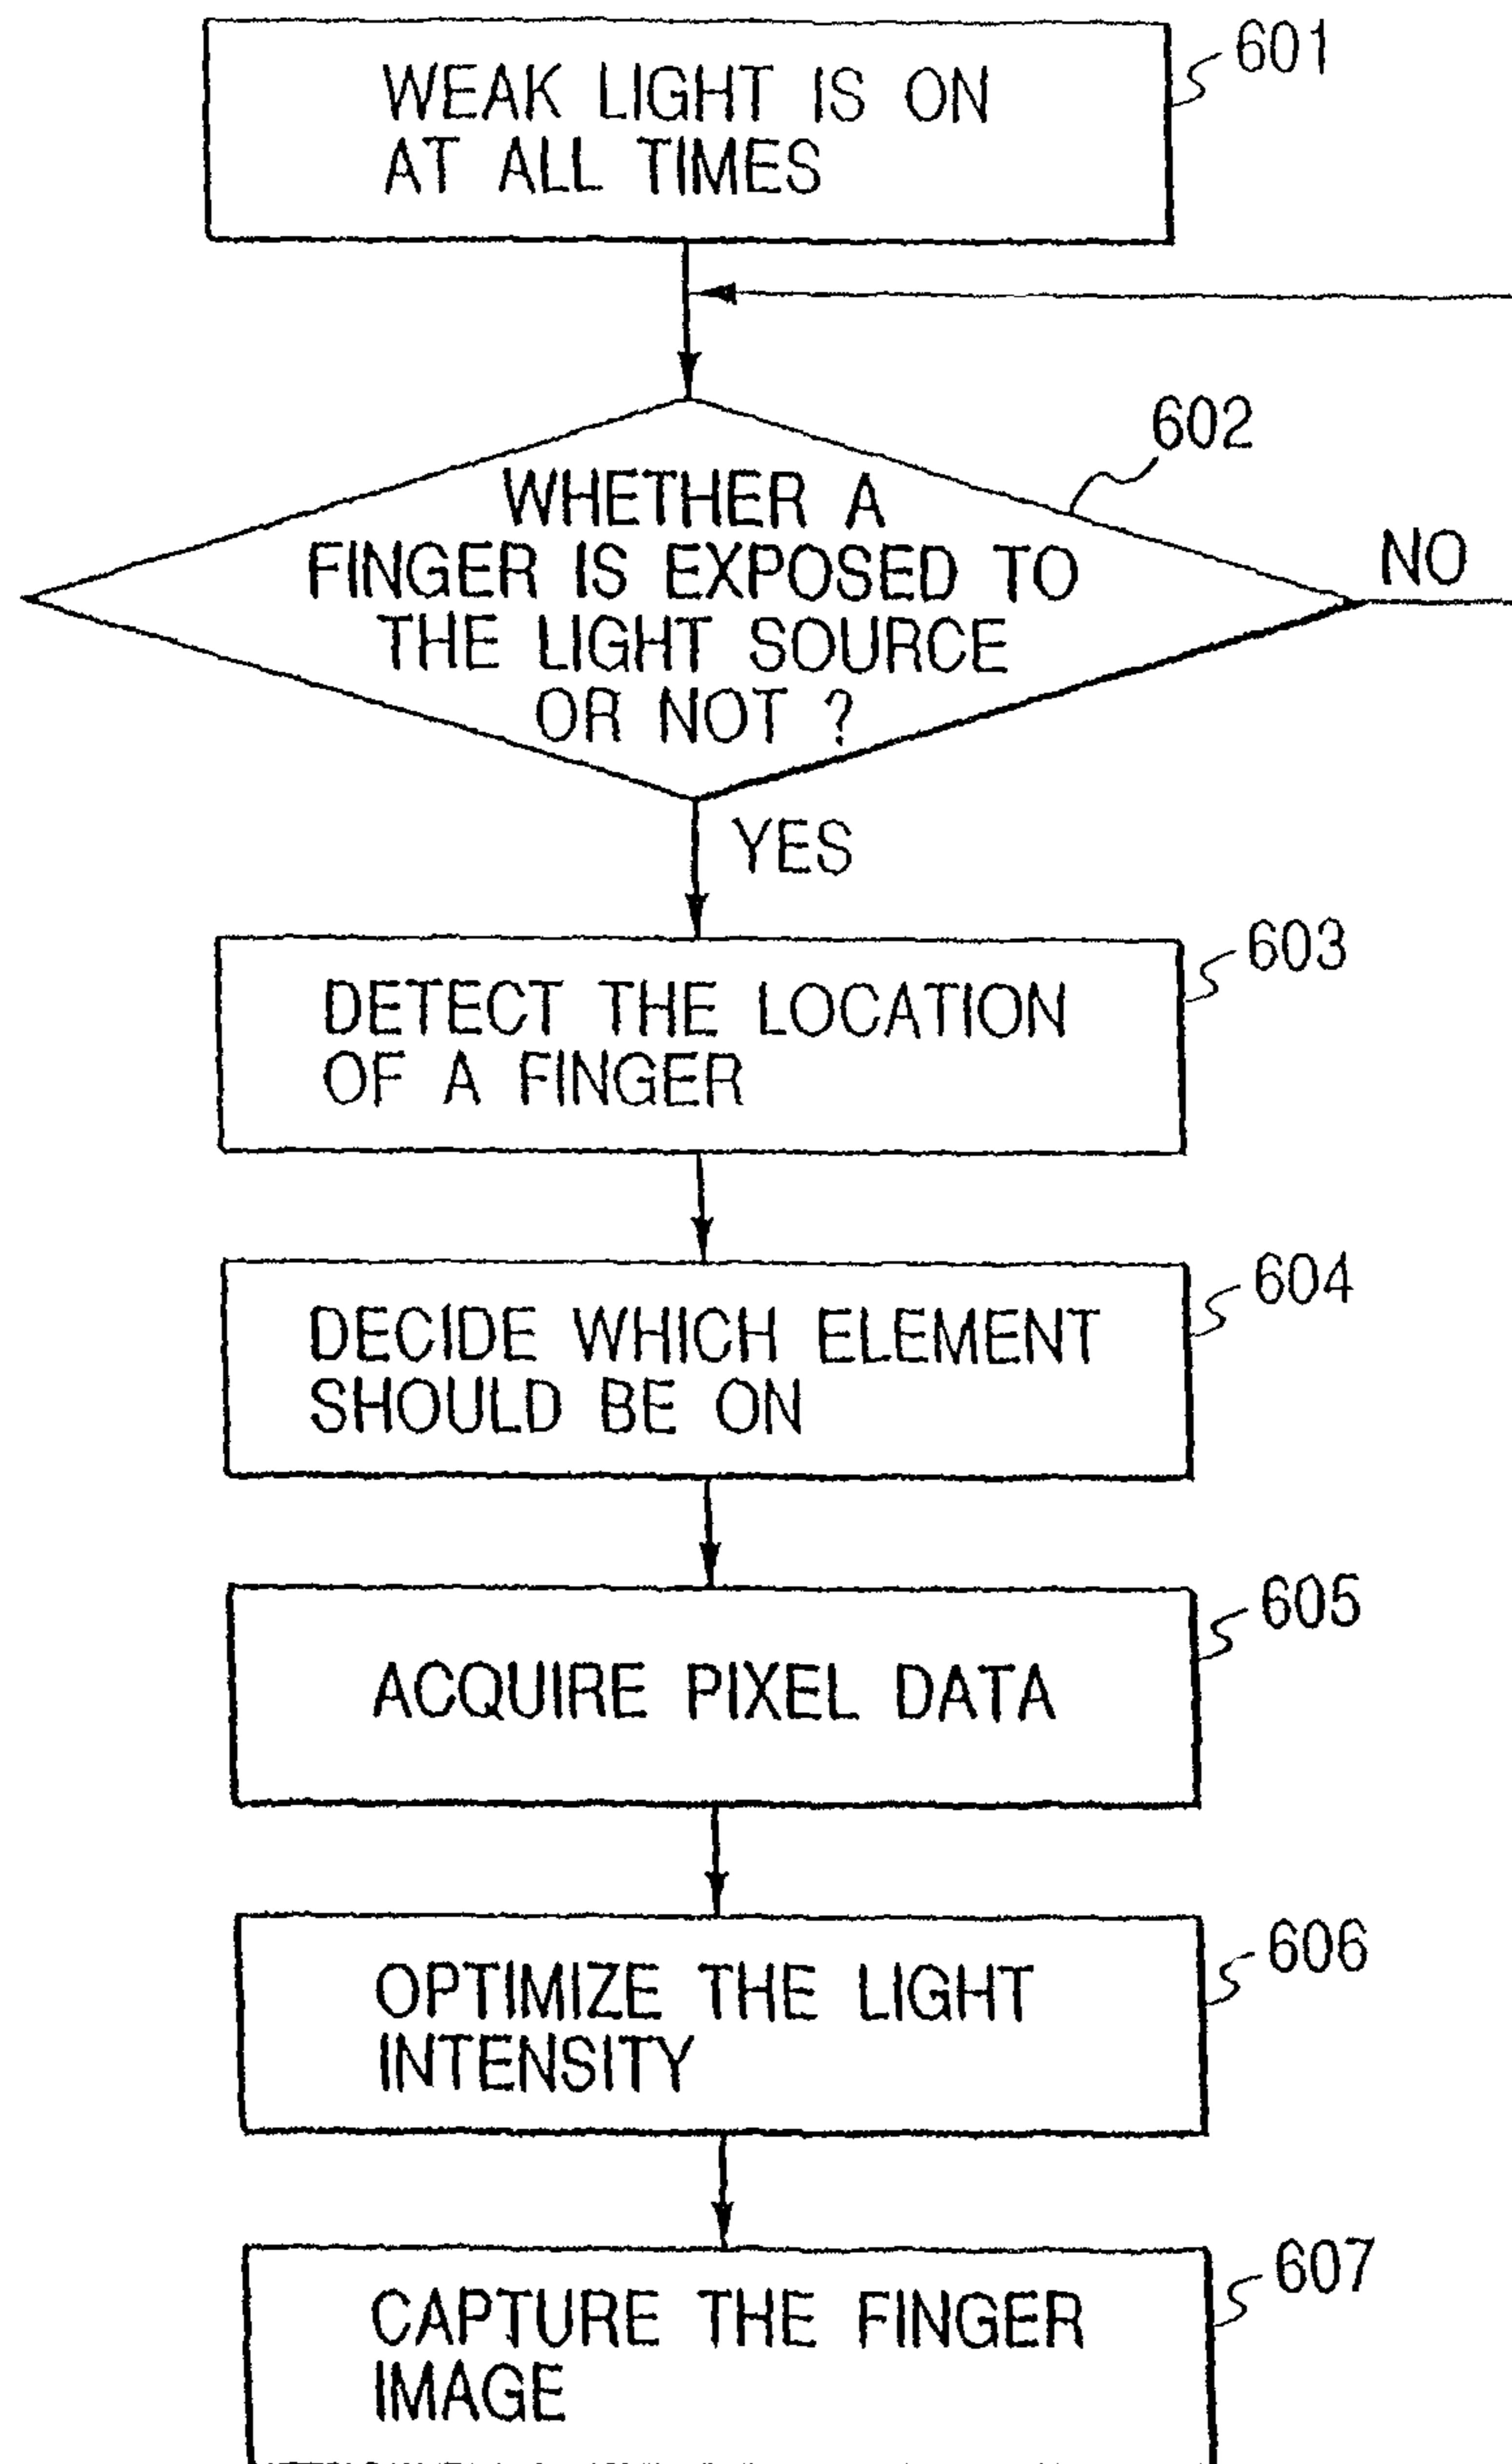 601
WEAK LIGHT IS ON
AT ALL TIMES
602
WHETHER A
FINGER IS EXPOSED TO
THE LIGHT SOURCE
OR NOT ?
NO
YES
603
DETECT THE LOCATION
OF A FINGER
604
DECIDE WHICH ELEMENT
SHOULD BE ON
605
ACQUIRE PIXEL DATA
606
OPTIMIZE THE LIGHT
INTENSITY
607
CAPTURE THE FINGER
IMAGE